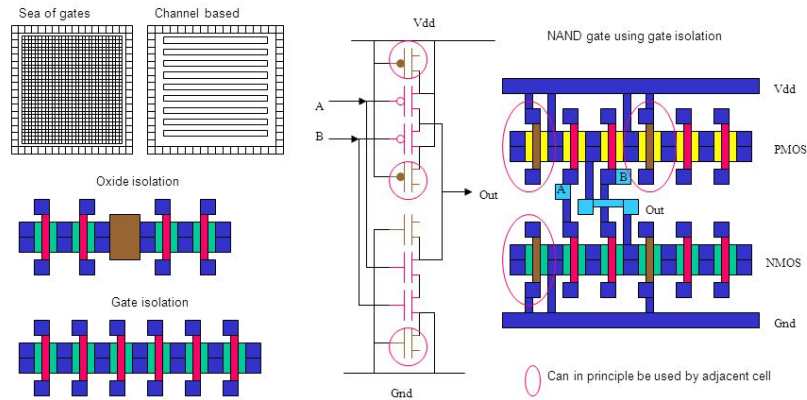 Sea of gates
Channel based
Oxide isolation
Gate isolation
Vdd
A
B
Out
Gnd
NAND gate using gate isolation
Vdd
PMOS
B
A
Out
NMOS
Gnd
Can in principle be used by adjacent cell